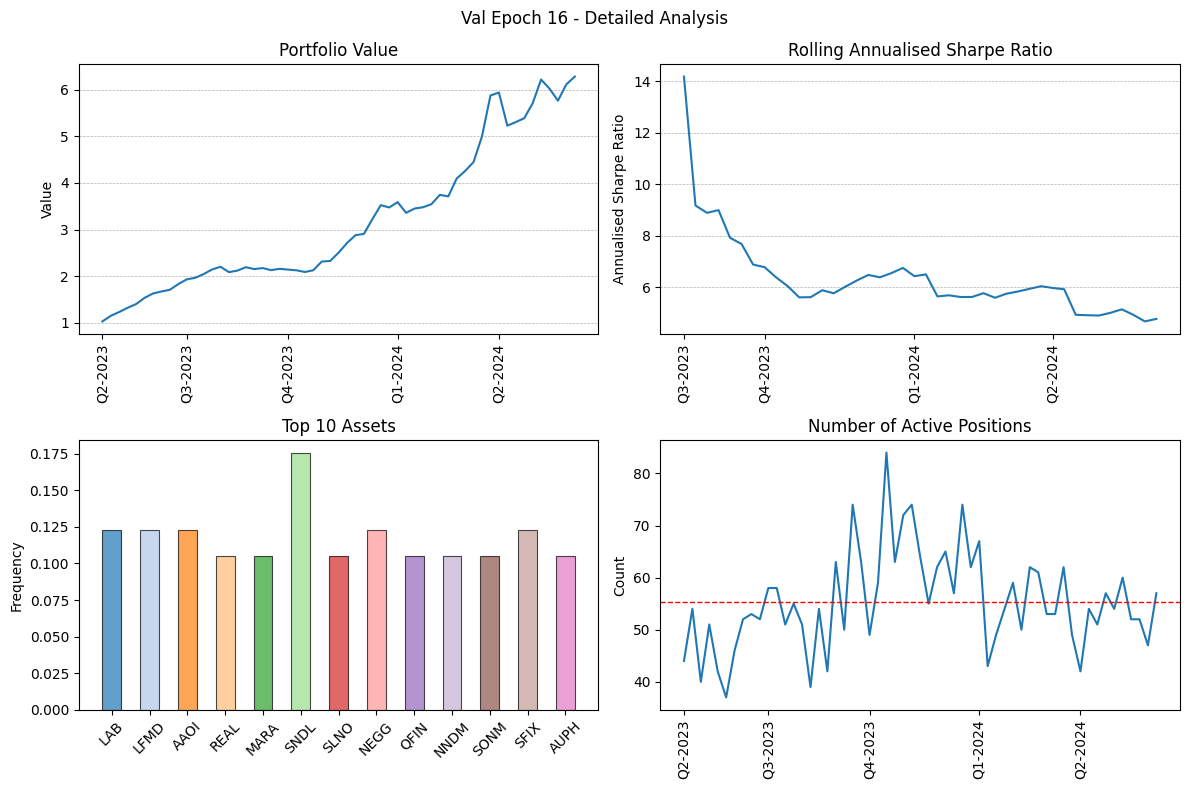 Val Epoch 16 - Detailed Analysis
Portfolio Value
Value
6
5
4
3
2
1
Q2-2023
Q3-2023
Q4-2023
Q1-2024
Q2-2024
Rolling Annualised Sharpe Ratio
Annualised Sharpe Ratio
14
12
10
8
6
Q3-2023
Q4-2023
Q1-2024
Q2-2024
Top 10 Assets
Frequency
0.175
0.150
0.125
0.100
0.075
0.050
0.025
0.000
LAB
LFMD
AAOI
REAL
MARA
SNDL
SLNO
NEGG
QFIN
NNDM
SONM
SFIX
AUPH
Number of Active Positions
Count
80
70
60
50
40
Q2-2023
Q3-2023
Q4-2023
Q1-2024
Q2-2024